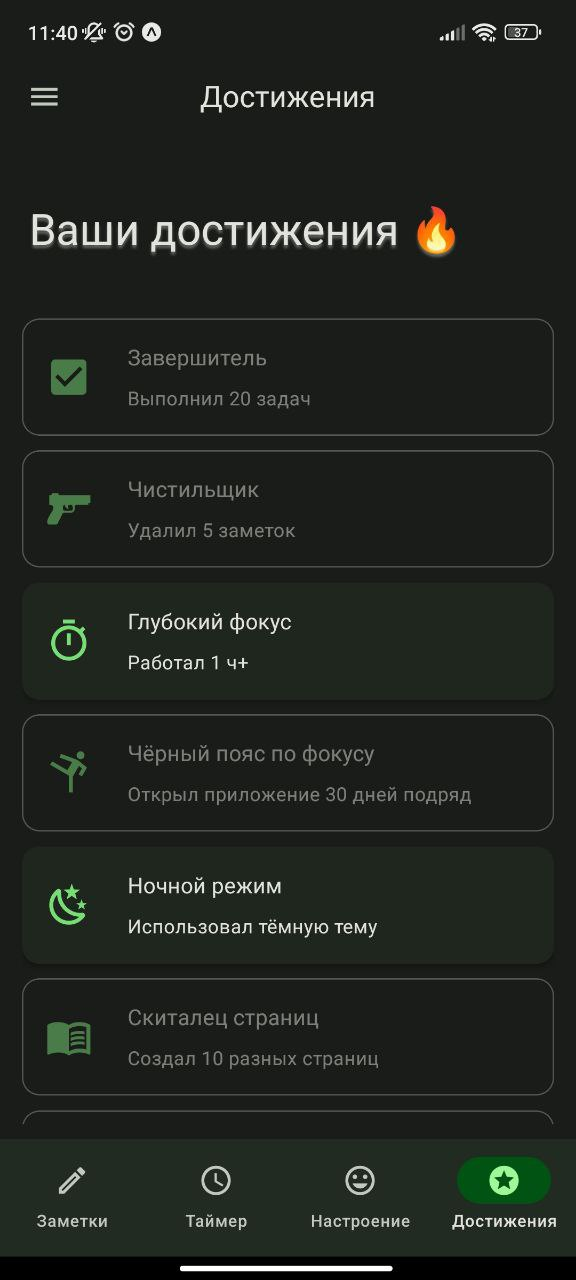 11:40
37
Достижения
Ваши достижения 🔥
Завершитель
Выполнил 20 задач
Чистильщик
Удалил 5 заметок
Глубокий фокус
Работал 1 ч+
Чёрный пояс по фокусу
Открыл приложение 30 дней подряд
Ночной режим
Использовал тёмную тему
Скиталец страниц
Создал 10 разных страниц
Заметки
Таймер
Настроение
Достижения